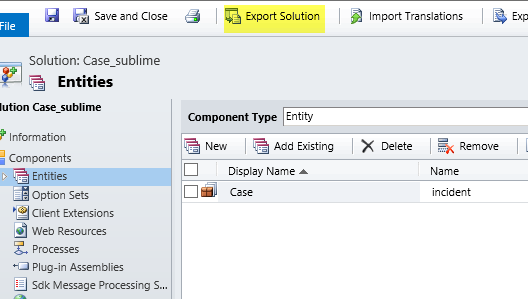 File
Save and Close
Export Solution
Import Translations
Exp
Solution: Case_sublime
Entities
lution Case_sublime
Information
Components
Entities
Option Sets
Client Extensions
Web Resources
Processes
Plug-in Assemblies
Sdk Message Processing S...
Component Type
Entity
New
Add Existing
Delete
Remove
Display Name
Name
Case
incident